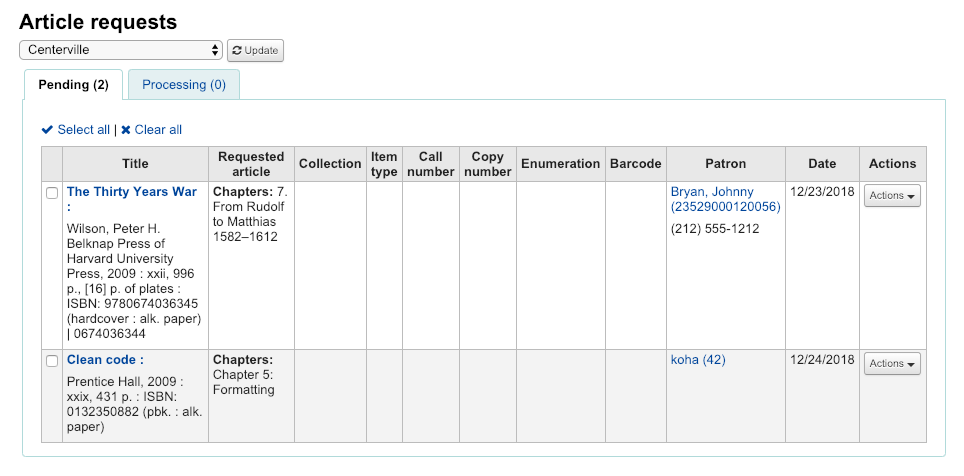 Article requests
Centerville
Update
Pending (2)
Processing (0)
Select all | Clear all
Title
Requested
article
Collection
Item
type
Call
number
Copy
number
Enumeration
Barcode
Patron
Date
Actions
The Thirty Years War
:
Wilson, Peter H.
Belknap Press of
Harvard University
Press, 2009 : xxii, 996
p., [16] p. of plates :
ISBN: 9780674036345
(hardcover : alk. paper)
| 0674036344
Chapters: 7.
From Rudolf
to Matthias
1582–1612
Bryan, Johnny
(23529000120056)
(212) 555-1212
12/23/2018
Actions
Clean code :
Prentice Hall, 2009 :
xxix, 431 p. : ISBN:
0132350882 (pbk. : alk.
paper)
Chapters:
Chapter 5:
Formatting
koha (42)
12/24/2018
Actions